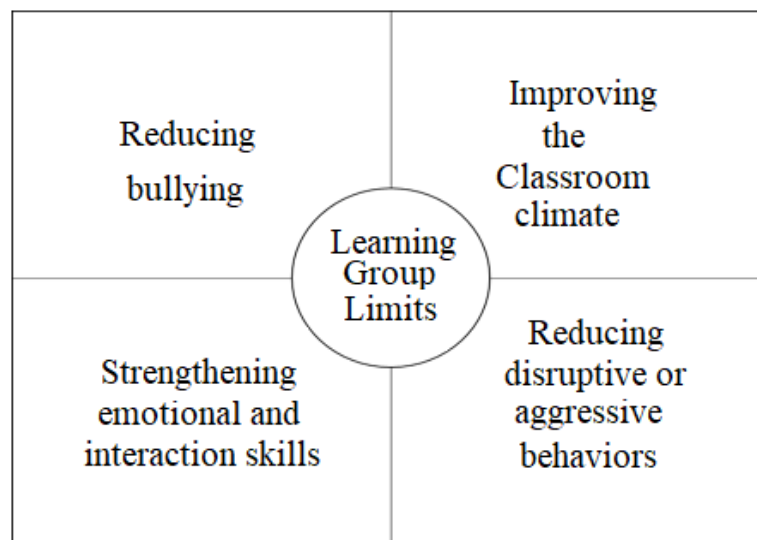 Reducing
bullying
Improving
the
Classroom
climate
Learning
Group
Limits
Strengthening
emotional and
interaction skills
Reducing
disruptive or
aggressive
behaviors